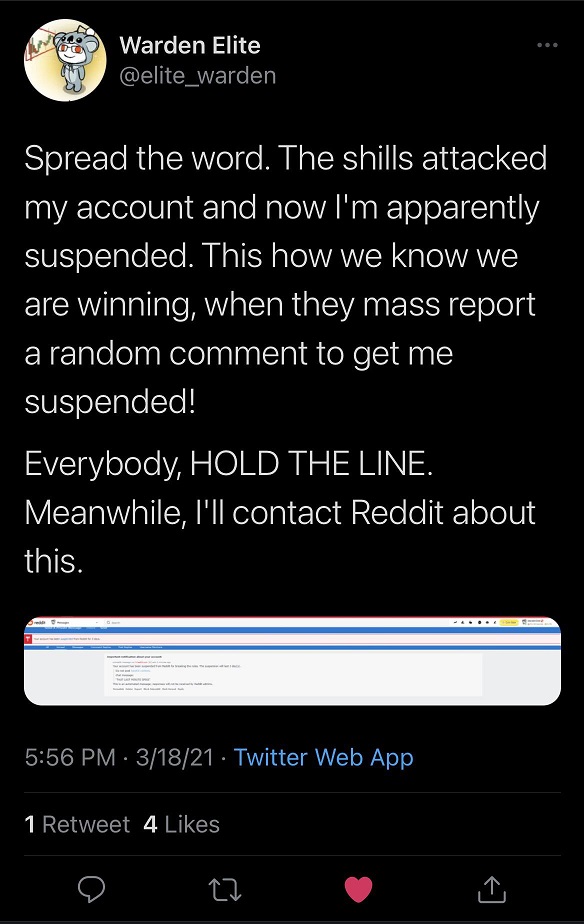 Warden Elite
@elite_warden
Spread the word. The shills attacked
my account and now I'm apparently
suspended. This how we know we
are winning, when they mass report
a random comment to get me
suspended!
Everybody, HOLD THE LINE.
Meanwhile, I'll contact Reddit about
this.
reddit
5:56 PM · 3/18/21 · Twitter Web App
1 Retweet 4 Likes